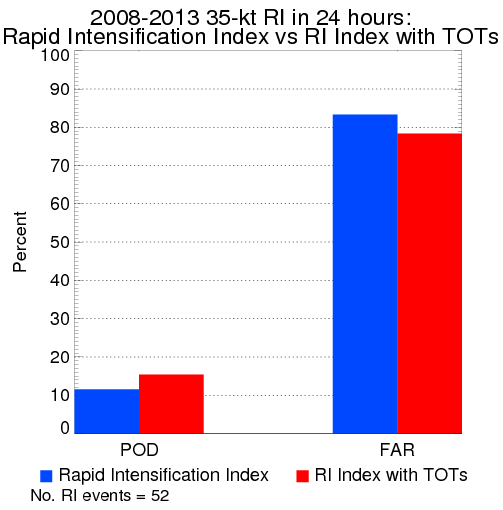 2008-2013 35-kt RI in 24 hours:
Rapid Intensification Index vs RI Index with TOTs
100
90
80
70
60
50
40
30
20
10
0
Percent
POD
FAR
Rapid Intensification Index
RI Index with TOTs
No. RI events = 52